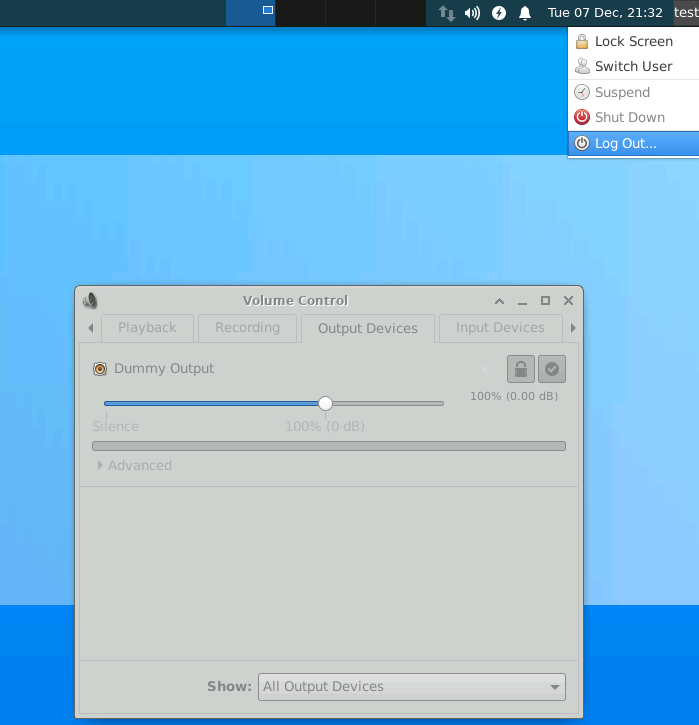 Tue 07 Dec, 21:32 test
Lock Screen
Switch User
Suspend
Shut Down
Log Out...
Volume Control
Playback Recording Output Devices Input Devices
Dummy Output
100% (0.00 dB)
Silence 100% (0 dB)
Advanced
Show: All Output Devices